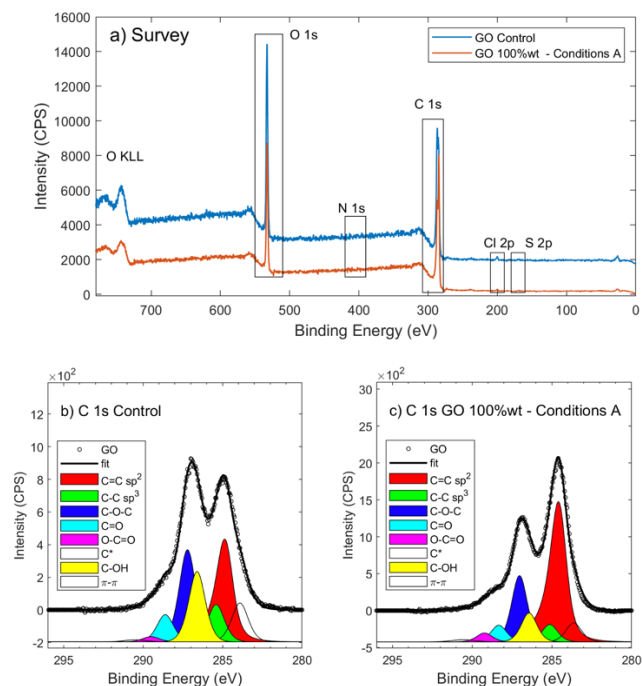 a) Survey
O 1s
GO Control
GO 100%wt - Conditions A
C 1s
O KLL
N 1s
Cl 2p
S 2p
Intensity (CPS)
16000
14000
12000
10000
8000
6000
4000
2000
0
700 600 500 400 300 200 100 0
Binding Energy (eV)
×10²
b) C 1s Control
GO
fit
C=C sp²
C-C sp³
C-O-C
C=O
O-C=O
C*
C-OH
π-π
Intensity (CPS)
14
12
10
8
6
4
2
0
-2
295 290 285 280
Binding Energy (eV)
×10²
c) C 1s GO 100%wt - Conditions A
GO
fit
C=C sp²
C-C sp³
C-O-C
C=O
O-C=O
C*
C-OH
π-π
Intensity (CPS)
30
25
20
15
10
5
0
-5
295 290 285 280
Binding Energy (eV)